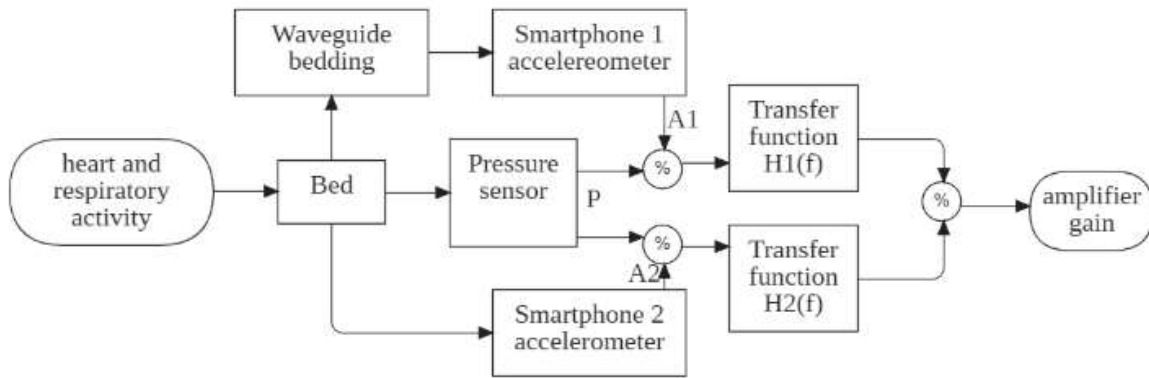 Waveguide
bedding
Smartphone 1
accelereometer
A1
Transfer
function
H1(f)
heart and
respiratory
activity
Bed
Pressure
sensor
P
%
%
%
amplifier
gain
A2
Transfer
function
H2(f)
Smartphone 2
accelerometer